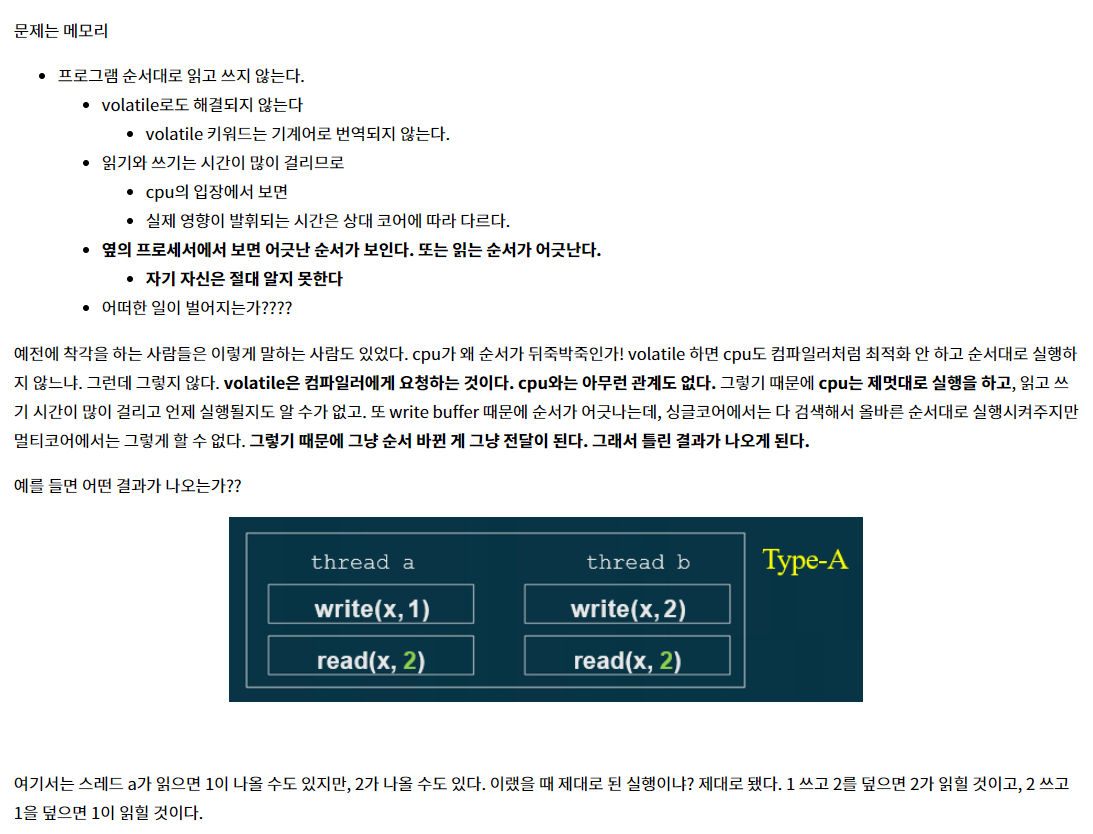 문제는 메모리
프로그램 순서대로 읽고 쓰지 않는다.
volatile로도 해결되지 않는다
volatile 키워드는 기계어로 번역되지 않는다.
읽기와 쓰기는 시간이 많이 걸리므로
cpu의 입장에서 보면
실제 영향이 발휘되는 시간은 상대 코어에 따라 다르다.
옆의 프로세서에서 보면 어긋난 순서가 보인다. 또는 읽는 순서가 어긋난다.
자기 자신은 절대 알지 못한다
어떠한 일이 벌어지는가????
예전에 착각을 하는 사람들은 이렇게 말하는 사람도 있었다. cpu가 왜 순서가 뒤죽박죽인가! volatile 하면 cpu도 컴파일러처럼 최적화 안 하고 순서대로 실행하
지 않느냐. 그런데 그렇지 않다. volatile은 컴파일러에게 요청하는 것이다. cpu와는 아무런 관계도 없다. 그렇기 때문에 cpu는 제멋대로 실행을 하고, 읽고 쓰
기 시간이 많이 걸리고 언제 실행될지도 알 수가 없고. 또 write buffer 때문에 순서가 어긋나는데, 싱글코어에서는 다 검색해서 올바른 순서대로 실행시켜주지만
멀티코어에서는 그렇게 할 수 없다. 그렇기 때문에 그냥 순서 바뀐 게 그냥 전달이 된다. 그래서 틀린 결과가 나오게 된다.
예를 들면 어떤 결과가 나오는가??
thread a thread b Type-A
write(x, 1) write(x, 2)
read(x, 2) read(x, 2)
여기서는 스레드 a가 읽으면 1이 나올 수도 있지만, 2가 나올 수도 있다. 이랬을 때 제대로 된 실행이냐? 제대로 됐다. 1 쓰고 2를 덮으면 2가 읽힐 것이고, 2 쓰고
1을 덮으면 1이 읽힐 것이다.